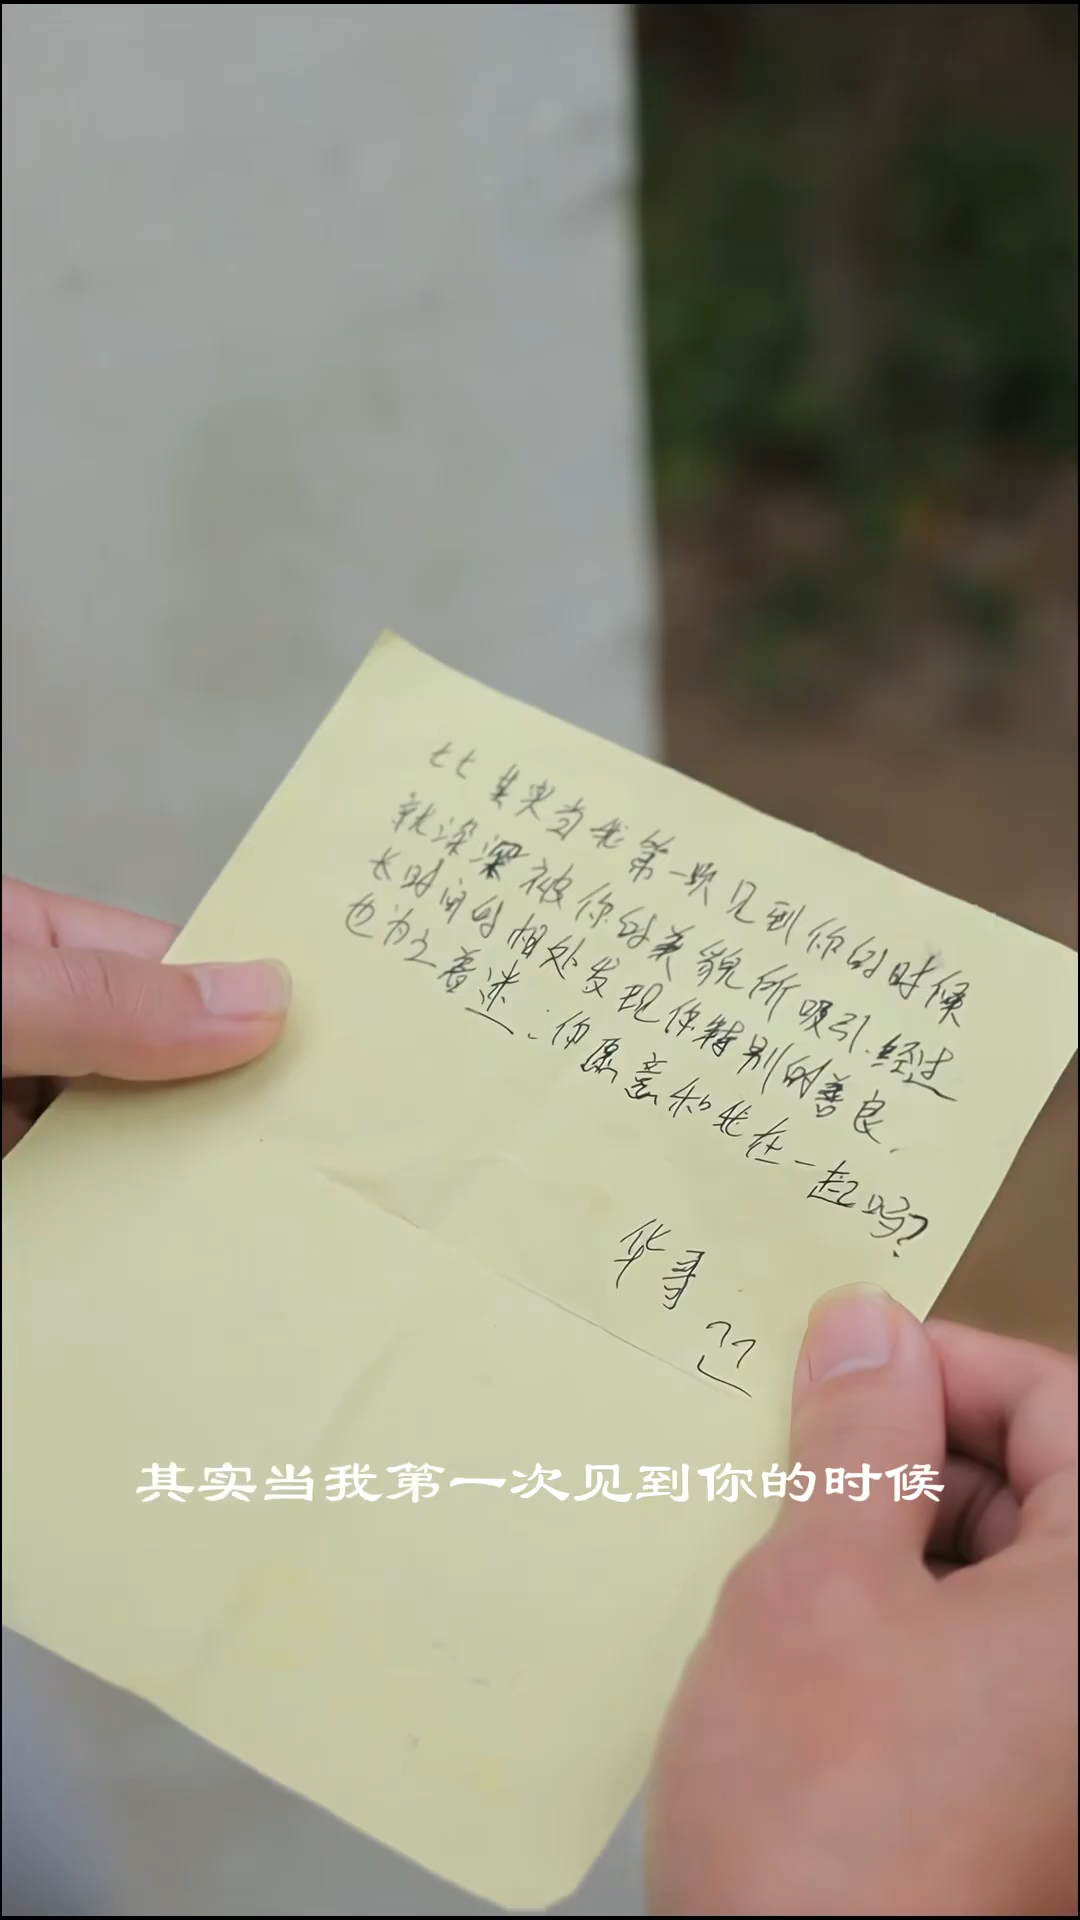 七七其实当我第一次见到你的时候
就深深被你的美貌所吸引.经过
长时间的相处发现你特别的善良.
也为之着迷.你愿意和我在一起吗?
华哥
其实当我第一次见到你的时候